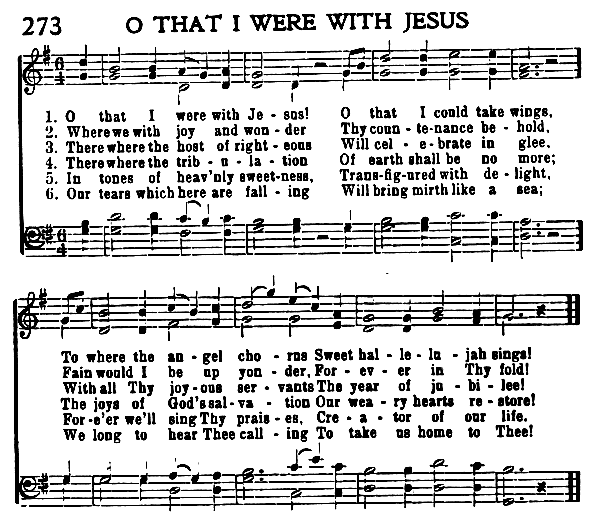 273 O THAT I WERE WITH JESUS
6 4
1. O that I were with Je - sus! O that I could take wings,
2. Where we with joy and won - der Thy coun - te - nance be - hold,
3. There where the host of right - eous Will cel - e - brate in glee.
4. There where the trib - u - la - tion Of earth shall be no more;
5. In tones of heav'nly sweet-ness, Trans-fig-ured with de - light,
6. Our tears which here are fall - ing Will bring mirth like a sea;
6 4
To where the an - gel cho - rus Sweet hal - le - lu - jah sings!
Fain would I be up yon - der, For - ev - er in Thy fold!
With all Thy joy - ous ser - vants The year of ju - bi - lee!
The joys of God's sal - va - tion Our wea - ry hearts re - store!
For-e'er we'll sing Thy prais - es, Cre - a - tor of our life.
We long to hear Thee call - ing To take us home to Thee!